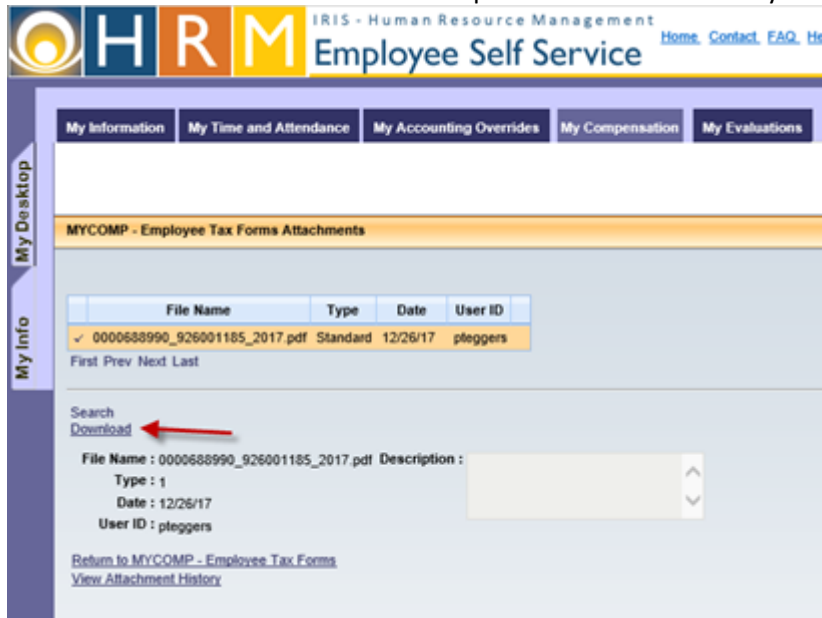 HRM
IRIS - Human Resource Management
Employee Self Service
Home Contact FAQ
My Information My Time and Attendance My Accounting Overrides My Compensation My Evaluations
My Desktop
My Info
MYCOMP - Employee Tax Forms Attachments
File Name Type Date User ID
✓ 0000688990_926001185_2017.pdf Standard 12/26/17 pteggers
First Prev Next Last
Search
Download
File Name : 0000688990_926001185_2017.pdf Description :
Type : 1
Date : 12/26/17
User ID : pteggers
Return to MYCOMP - Employee Tax Forms
View Attachment History